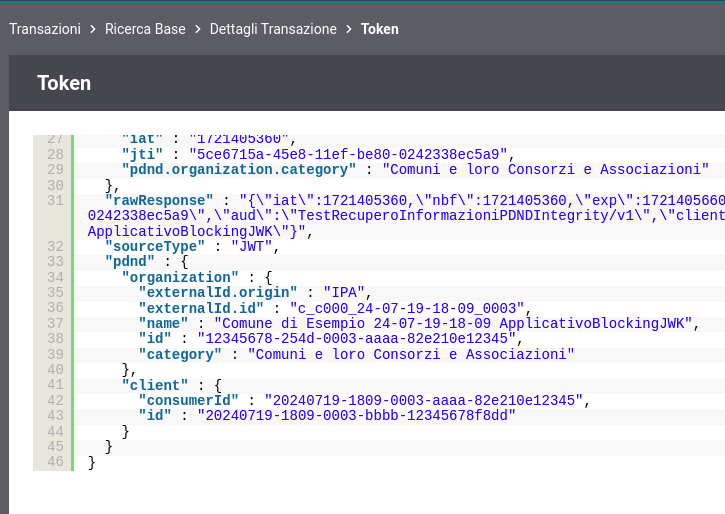 Transazioni > Ricerca Base > Dettagli Transazione > Token
Token
27 "iat" : "1721405360",
28 "jti" : "5ce6715a-45e8-11ef-be80-0242338ec5a9",
29 "pdnd.organization.category" : "Comuni e loro Consorzi e Associazioni"
30 },
31 "rawResponse" : "{\"iat\":1721405360,\"nbf\":1721405360,\"exp\":1721405660
0242338ec5a9\",\"aud\":\"TestRecuperoInformazioniPDNDIntegrity/v1\",\"client
ApplicativoBlockingJWK\"}",
32 "sourceType" : "JWT",
33 "pdnd" : {
34 "organization" : {
35 "externalId.origin" : "IPA",
36 "externalId.id" : "c_c000_24-07-19-18-09_0003",
37 "name" : "Comune di Esempio 24-07-19-18-09 ApplicativoBlockingJWK",
38 "id" : "12345678-254d-0003-aaaa-82e210e12345",
39 "category" : "Comuni e loro Consorzi e Associazioni"
40 },
41 "client" : {
42 "consumerId" : "20240719-1809-0003-aaaa-82e210e12345",
43 "id" : "20240719-1809-0003-bbbb-12345678f8dd"
44 }
45 }
46 }